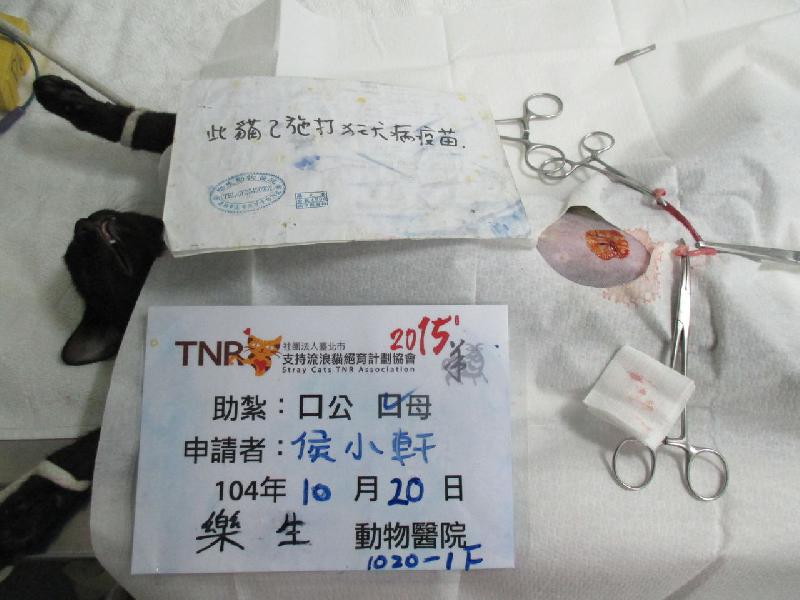 此貓已施打狂犬病疫苗.
TNR
社團法人臺北市
支持流浪貓絕育計劃協會
Stray Cats TNR Association
2015
助紮：口公 口母
申請者：侯小軒
104年 10 月 20 日
樂生 動物醫院
1020-1F